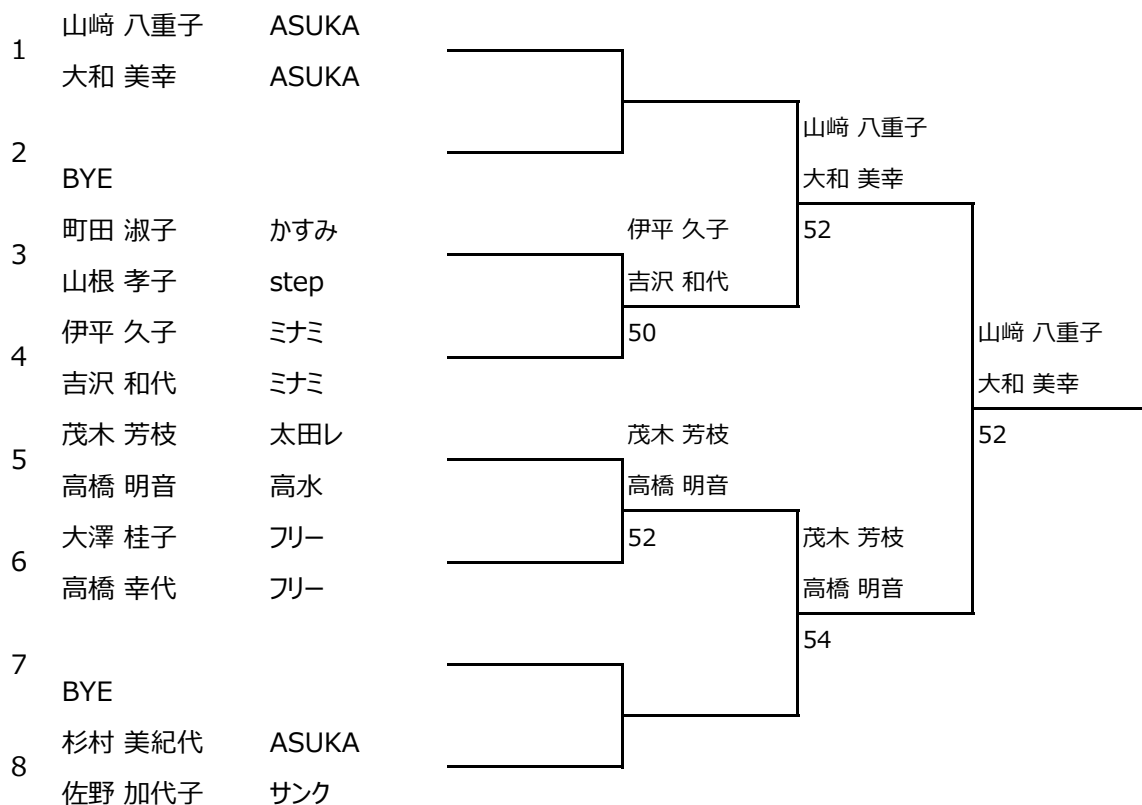 山﨑 八重子 ASUKA
1
大和 美幸 ASUKA
山﨑 八重子
2
BYE 大和 美幸
町田 淑子 かすみ 伊平 久子 52
3
山根 孝子 step 吉沢 和代
伊平 久子 ミナミ 50 山﨑 八重子
4
吉沢 和代 ミナミ 大和 美幸
茂木 芳枝 太田レ 茂木 芳枝 52
5
高橋 明音 高水 高橋 明音
大澤 桂子 フリー 52 茂木 芳枝
6
高橋 幸代 フリー 高橋 明音
54
7
BYE
杉村 美紀代 ASUKA
8
佐野 加代子 サンク